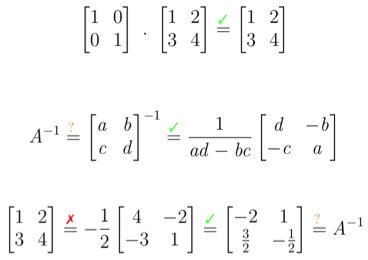 [1 0; 0 1] · [1 2; 3 4] =✓ [1 2; 3 4]
A⁻¹ =? [a b; c d]⁻¹ =✓ 1/(ad − bc) [d −b; −c a]
[1 2; 3 4] =✗ −1/2 [4 −2; −3 1] =✓ [−2 1; 3/2 −1/2] =? A⁻¹